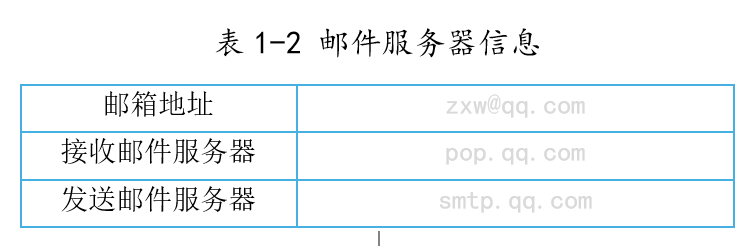 表 1-2 邮件服务器信息
邮箱地址 zxw@qq.com
接收邮件服务器 pop.qq.com
发送邮件服务器 smtp.qq.com